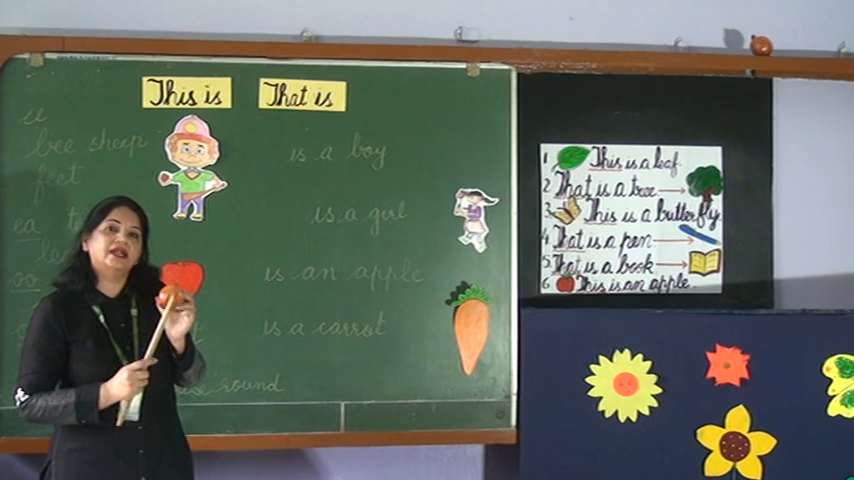 This is
That is
ee
bee sheep
feet
ea
oo
is a boy
is a girl
is an apple
is a carrot
round
1 This is a leaf
2. That is a tree
3. This is a butterfly.
4. That is a pen
5. That is a book
6 This is an apple.